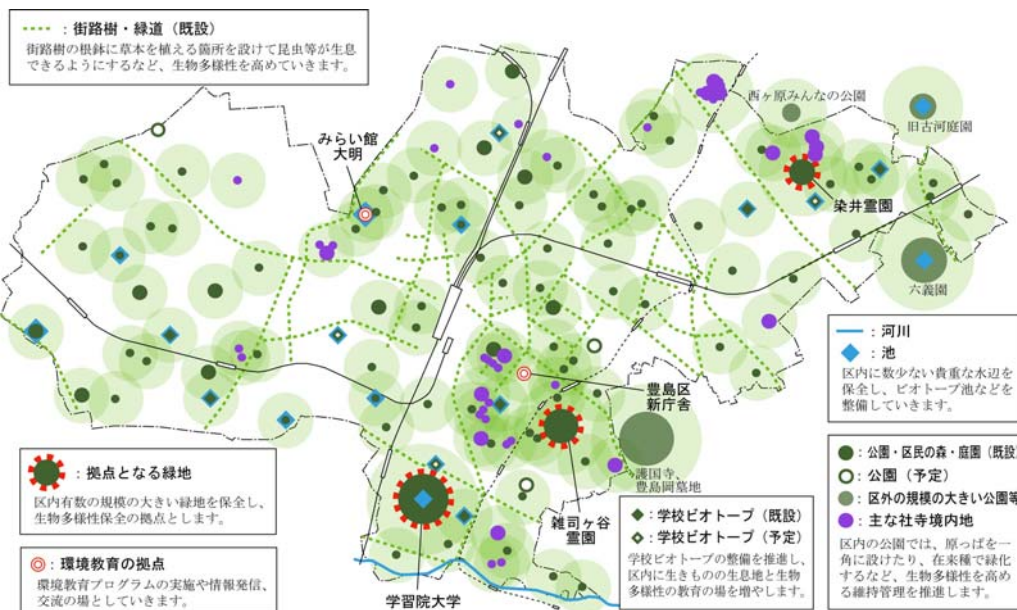 ：街路樹・緑道（既設）
街路樹の根鉢に草本を植える箇所を設けて昆虫等が生息
できるようにするなど、生物多様性を高めていきます。
西ヶ原みんなの公園
旧古河庭園
みらい館
大明
染井霊園
六義園
：河川
：池
区内に数少ない貴重な水辺を
保全し、ビオトープ池などを
整備していきます。
豊島区
新庁舎
護国寺、
豊島岡墓地
：拠点となる緑地
区内有数の規模の大きい緑地を保全し、
生物多様性保全の拠点とします。
：環境教育の拠点
環境教育プログラムの実施や情報発信、
交流の場としていきます。
学習院大学
雑司ヶ谷
霊園
：学校ビオトープ（既設）
：学校ビオトープ（予定）
学校ビオトープの整備を推進し、
区内に生きものの生息地と生物
多様性の教育の場を増やします。
：公園・区民の森・庭園（既設）
：公園（予定）
：区外の規模の大きい公園等
：主な社寺境内地
区内の公園では、原っぱを一
角に設けたり、在来種で緑化
するなど、生物多様性を高め
る維持管理を推進します。